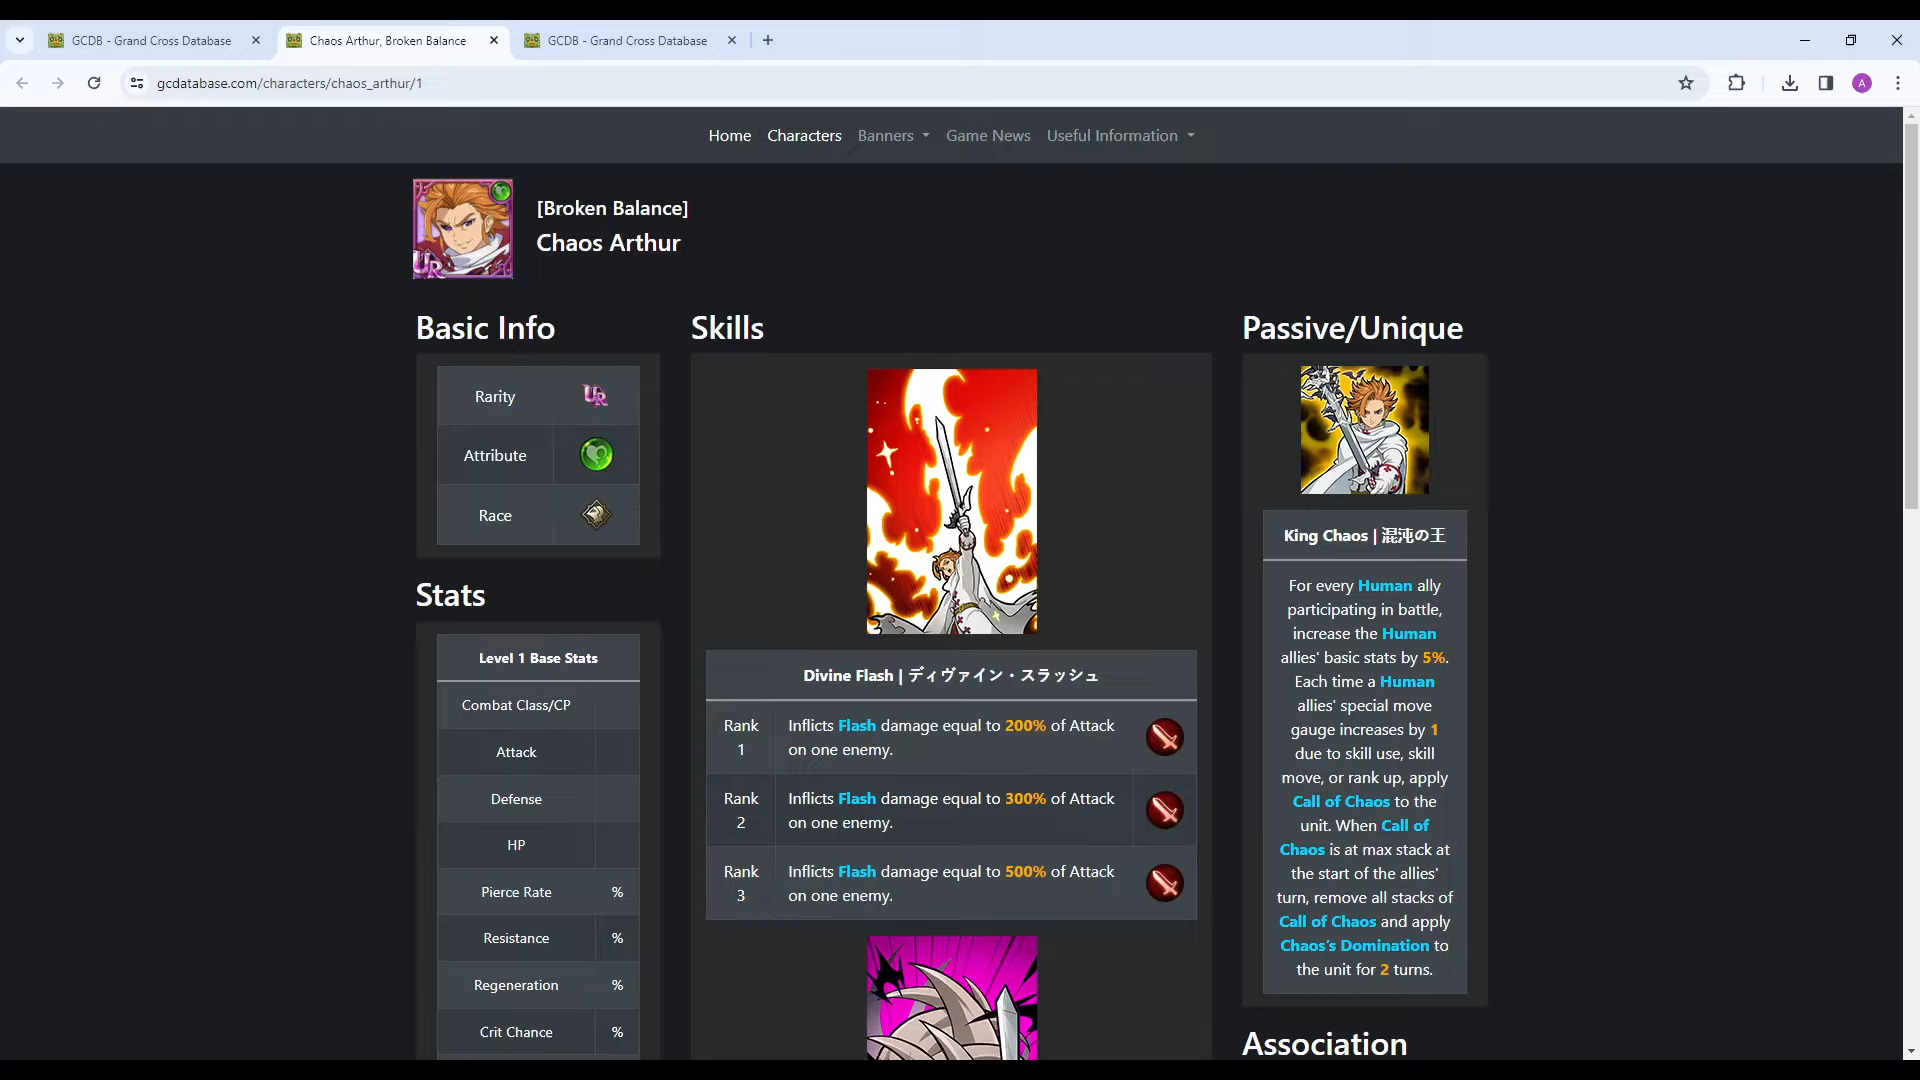 GCDB - Grand Cross Database
Chaos Arthur, Broken Balance
GCDB - Grand Cross Database
gcdatabase.com/characters/chaos_arthur/1
A
Home
Characters
Banners
Game News
Useful Information
UR
[Broken Balance]
Chaos Arthur
Basic Info
Rarity
UR
Attribute
Race
Stats
Level 1 Base Stats
Combat Class/CP
Attack
Defense
HP
Pierce Rate %
Resistance %
Regeneration %
Crit Chance %
Skills
Divine Flash | ディヴァイン・スラッシュ
Rank
1
Inflicts Flash damage equal to 200% of Attack
on one enemy.
Rank
2
Inflicts Flash damage equal to 300% of Attack
on one enemy.
Rank
3
Inflicts Flash damage equal to 500% of Attack
on one enemy.
Passive/Unique
King Chaos | 混沌の王
For every Human ally
participating in battle,
increase the Human
allies' basic stats by 5%.
Each time a Human
allies' special move
gauge increases by 1
due to skill use, skill
move, or rank up, apply
Call of Chaos to the
unit. When Call of
Chaos is at max stack at
the start of the allies'
turn, remove all stacks of
Call of Chaos and apply
Chaos's Domination to
the unit for 2 turns.
Association